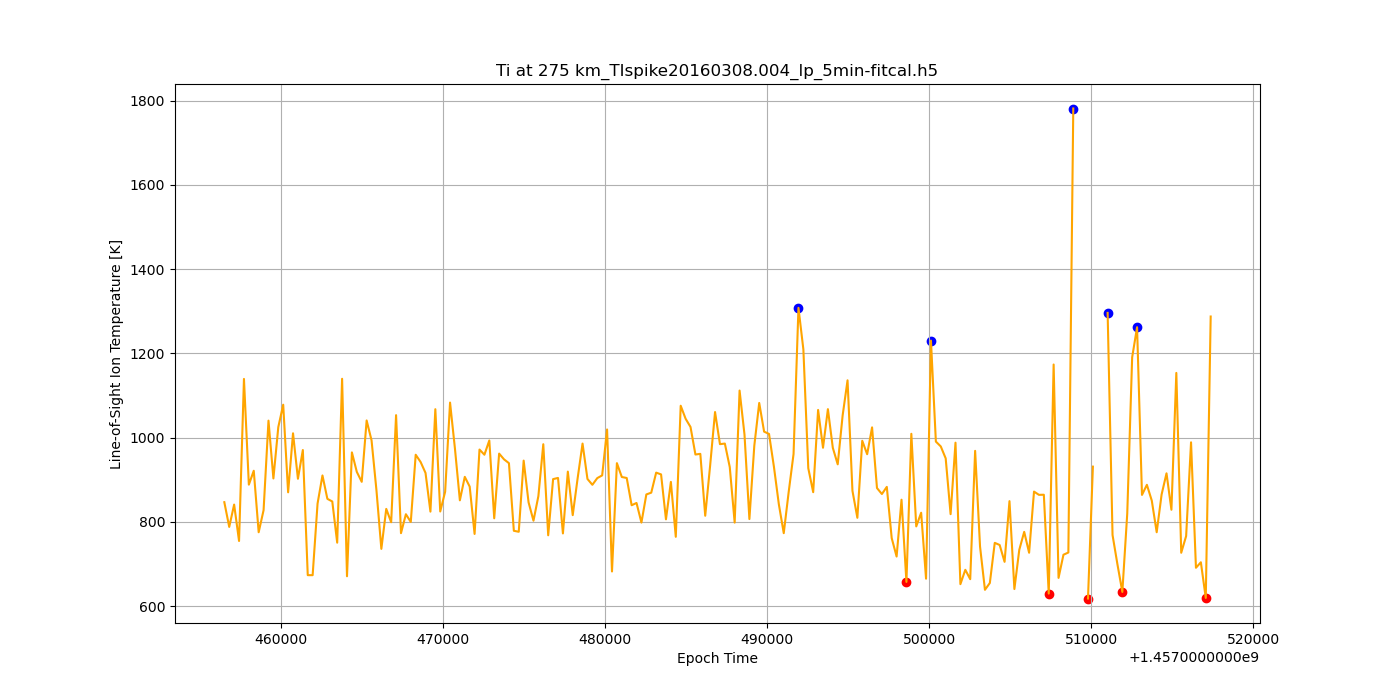 Ti at 275 km_TIspike20160308.004_lp_5min-fitcal.h5
Line-of-Sight Ion Temperature [K]
1800
1600
1400
1200
1000
800
600
460000 470000 480000 490000 500000 510000 520000
Epoch Time
+1.4570000000e9